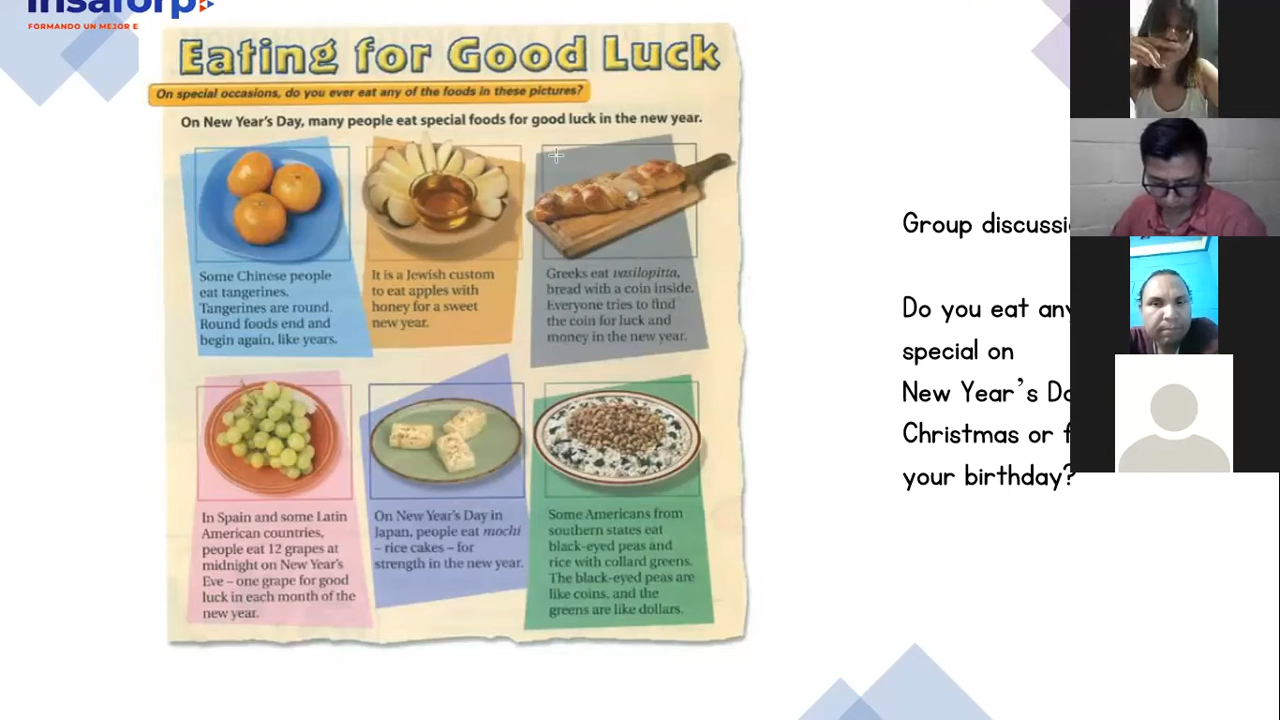 insaforp
FORMANDO UN MEJOR E
Eating for Good Luck
On special occasions, do you ever eat any of the foods in these pictures?
On New Year's Day, many people eat special foods for good luck in the new year.
Some Chinese people
eat tangerines.
Tangerines are round.
Round foods end and
begin again, like years.
It is a Jewish custom
to eat apples with
honey for a sweet
new year.
Greeks eat vasilopitta,
bread with a coin inside.
Everyone tries to find
the coin for luck and
money in the new year.
In Spain and some Latin
American countries,
people eat 12 grapes at
midnight on New Year's
Eve – one grape for good
luck in each month of the
new year.
On New Year's Day in
Japan, people eat mochi
– rice cakes – for
strength in the new year.
Some Americans from
southern states eat
black-eyed peas and
rice with collard greens.
The black-eyed peas are
like coins, and the
greens are like dollars.
Group
Do you eat
special on
New Year's
Christmas or
your birthday?